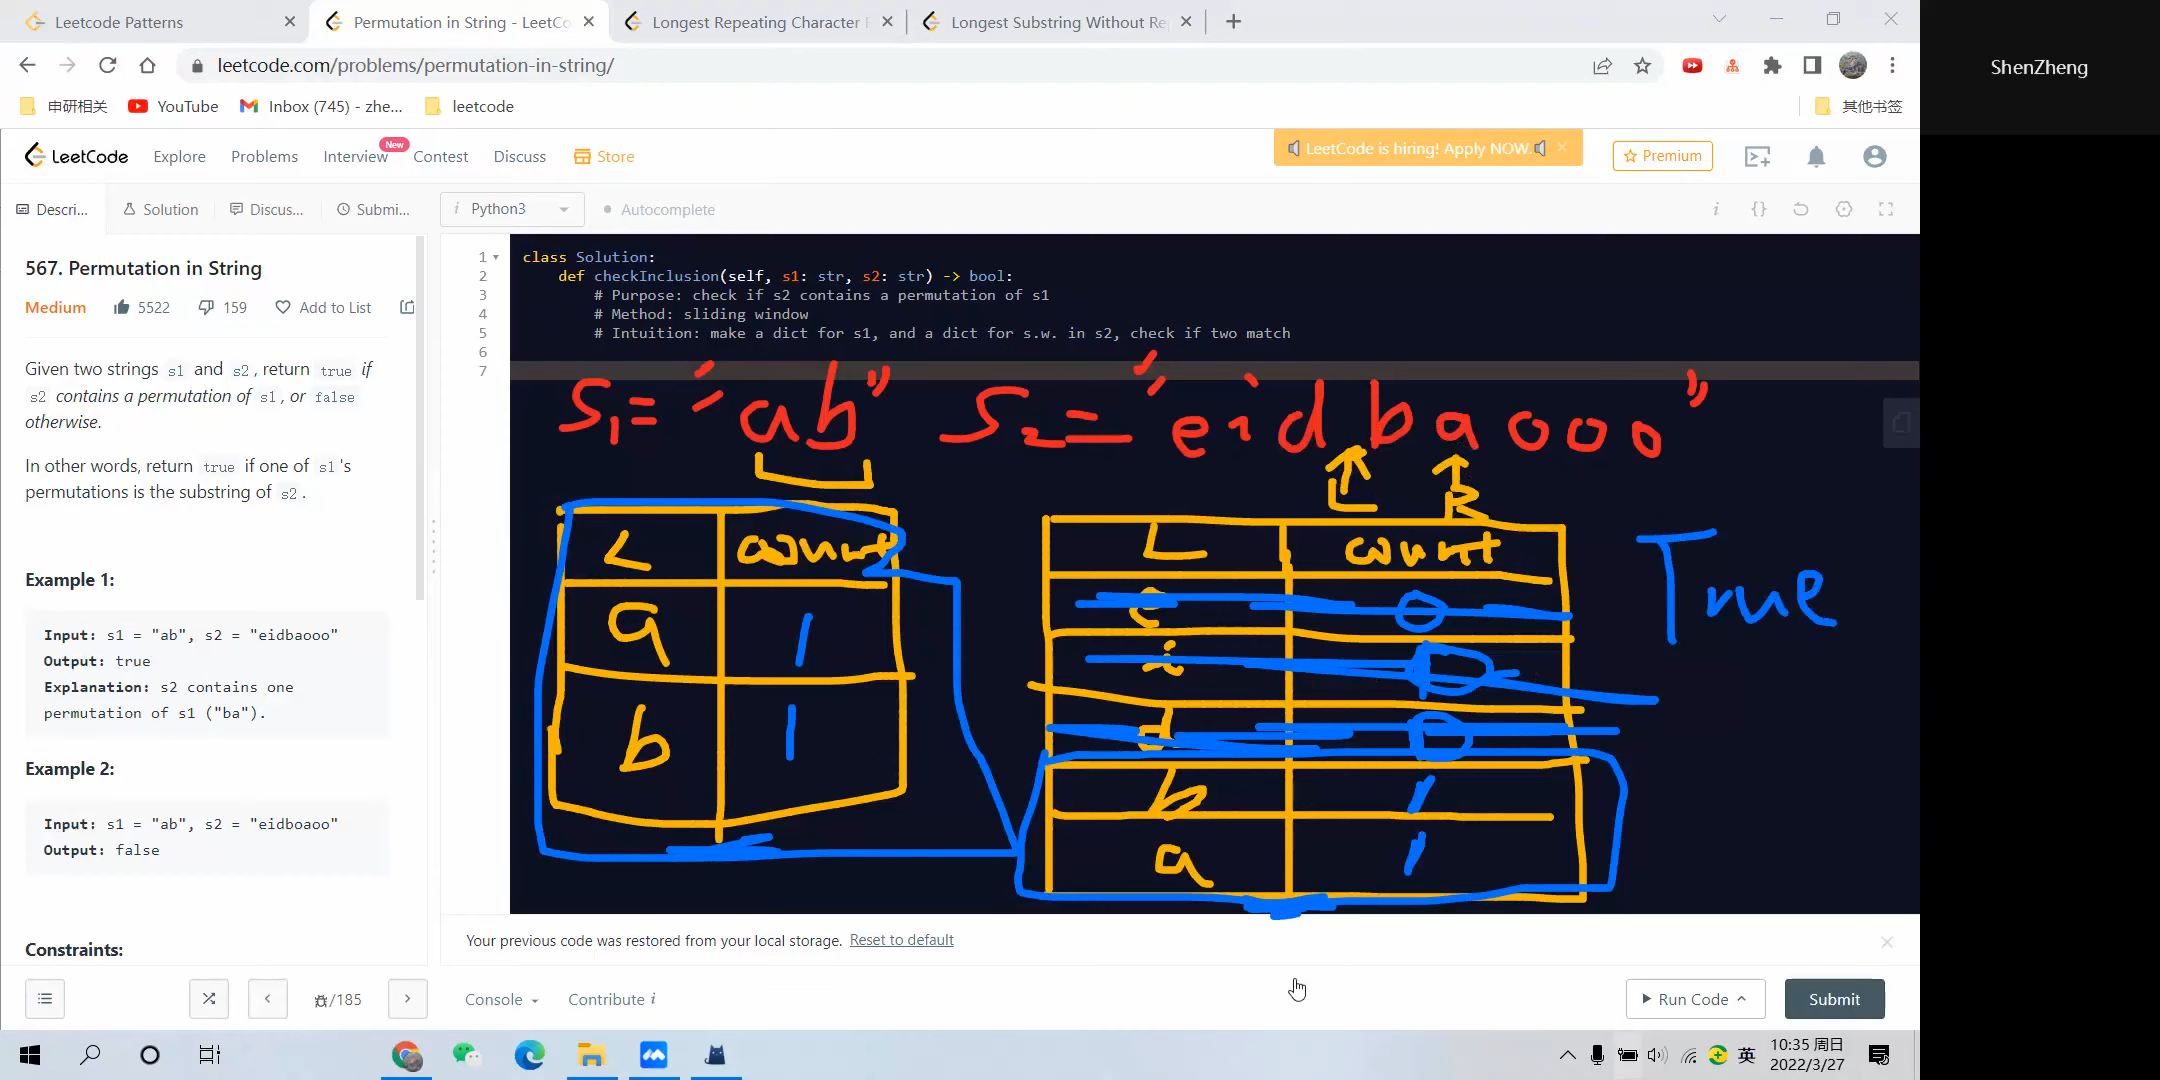 Leetcode Patterns
Permutation in String - LeetCo
Longest Repeating Character R
Longest Substring Without Re
leetcode.com/problems/permutation-in-string/
申研相关
YouTube
Inbox (745) - zhe...
leetcode
其他书签
ShenZheng
LeetCode
Explore
Problems
Interview
New
Contest
Discuss
Store
LeetCode is hiring! Apply NOW.
Premium
Descri...
Solution
Discus...
Submi...
i Python3
Autocomplete
567. Permutation in String
Medium
5522
159
Add to List
Given two strings s1 and s2, return true if
s2 contains a permutation of s1, or false
otherwise.
In other words, return true if one of s1's
permutations is the substring of s2.
Example 1:
Input: s1 = "ab", s2 = "eidbaooo"
Output: true
Explanation: s2 contains one
permutation of s1 ("ba").
Example 2:
Input: s1 = "ab", s2 = "eidboaoo"
Output: false
Constraints:
/185
1 class Solution:
2 def checkInclusion(self, s1: str, s2: str) -> bool:
3 # Purpose: check if s2 contains a permutation of s1
4 # Method: sliding window
5 # Intuition: make a dict for s1, and a dict for s.w. in s2, check if two match
6
7
S1 = "ab" S2 = "eidbaooo"
L R
L count
a 1
b 1
L count
e 0
i 0
d 0
b 1
a 1
True
Your previous code was restored from your local storage. Reset to default
Console
Contribute i
Run Code
Submit
英
10:35 周日
2022/3/27